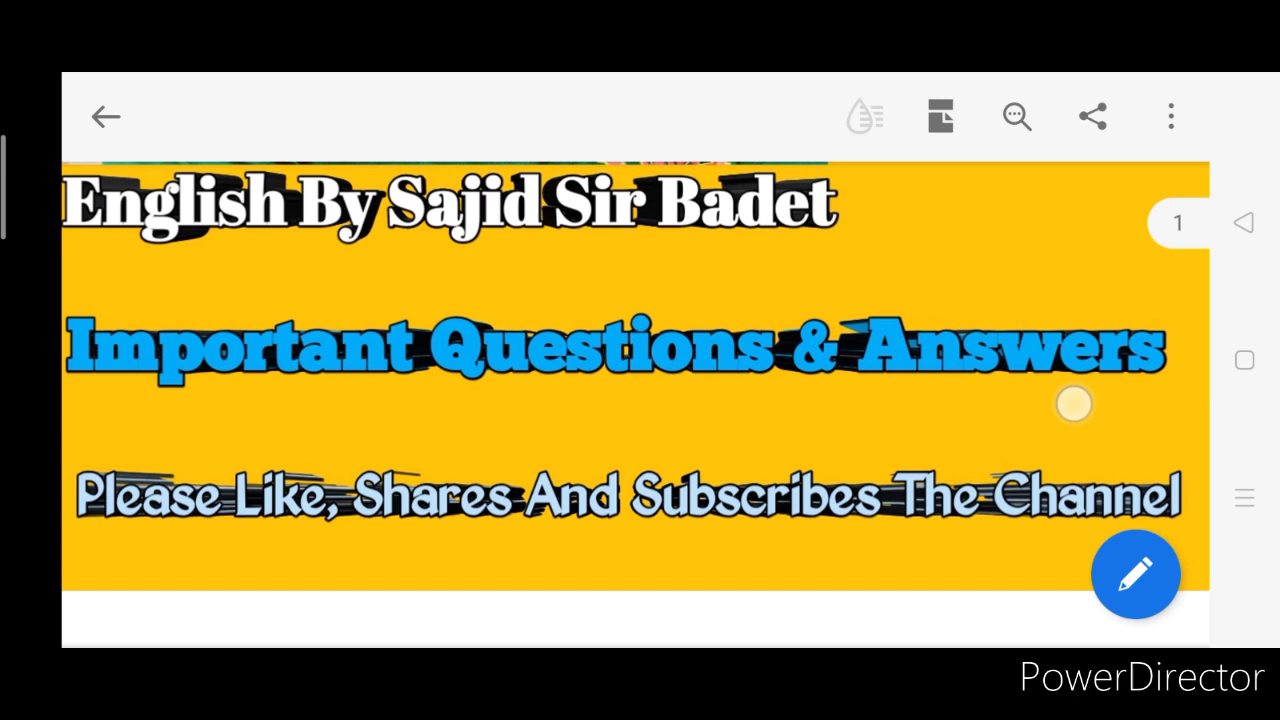 English By Sajid Sir Badet
1
Important Questions & Answers
Please Like, Shares And Subscribes The Channel
PowerDirector